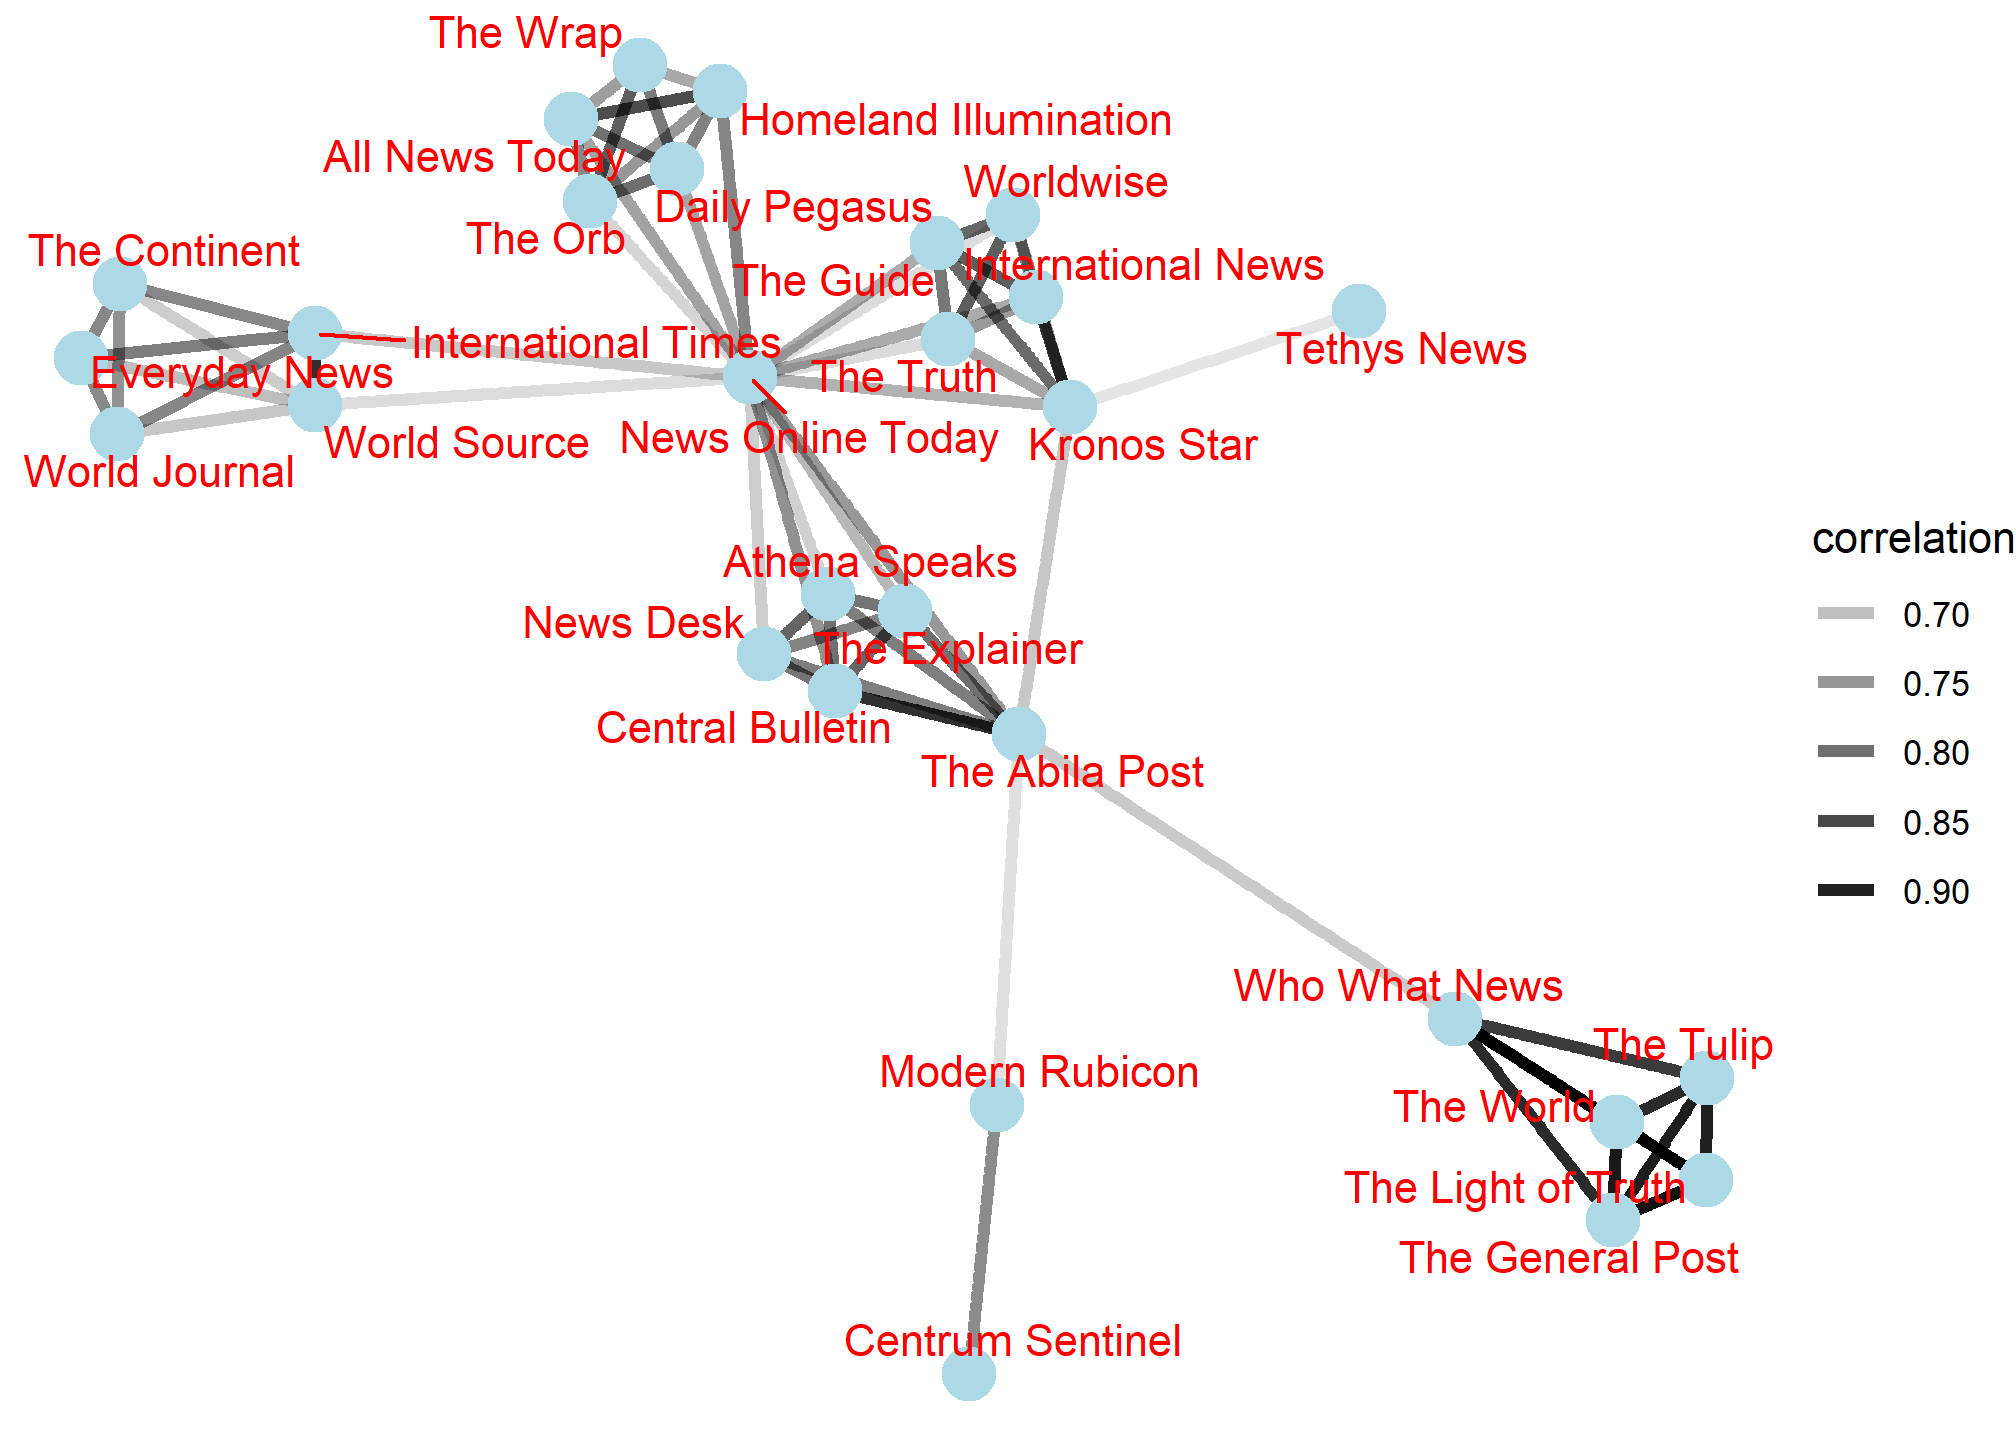 The Wrap
Homeland Illumination
All News Today
Worldwise
Daily Pegasus
The Orb
The Continent
International News
The Guide
International Times
Tethys News
Everyday News
The Truth
News Online Today
World Source
Kronos Star
World Journal
correlation
Athena Speaks
0.70
News Desk
The Explainer
0.75
Central Bulletin
0.80
The Abila Post
0.85
0.90
Who What News
The Tulip
Modern Rubicon
The World
The Light of Truth
The General Post
Centrum Sentinel